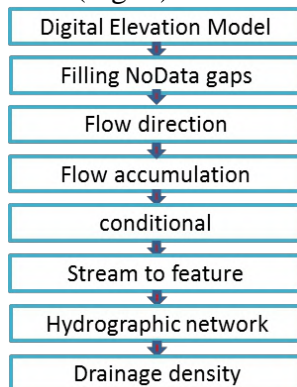 Digital Elevation Model
Filling NoData gaps
Flow direction
Flow accumulation
conditional
Stream to feature
Hydrographic network
Drainage density